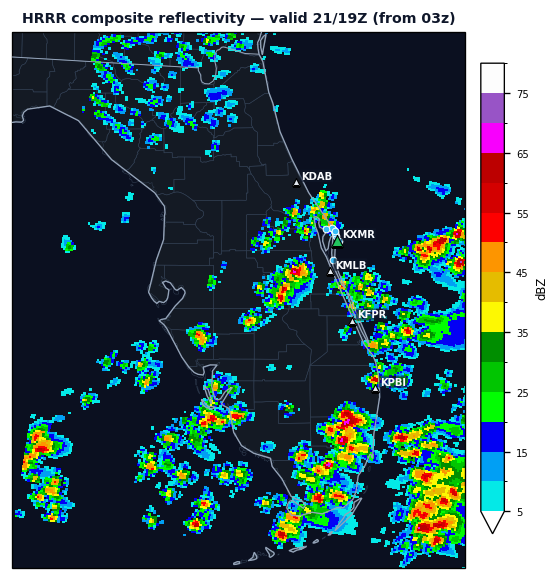 HRRR composite reflectivity — valid 21/19Z (from 03z)
KDAB
KXMR
KMLB
KFPR
KPBI
75
65
55
45
35
25
15
5
dBZ